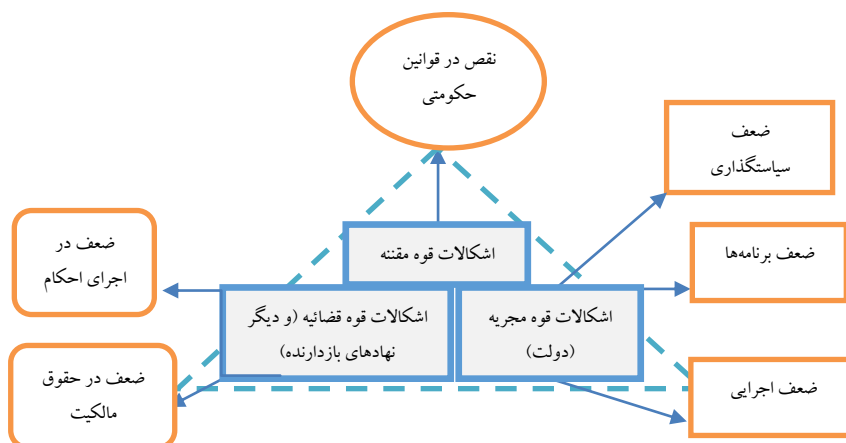 نقص در قوانین
حکومتی
ضعف
سیاستگذاری
ضعف در
اجرای احکام
اشکالات قوه مقننه
ضعف برنامه‌ها
اشکالات قوه قضائیه (و دیگر
نهادهای بازدارنده)
اشکالات قوه مجریه
(دولت)
ضعف در حقوق
مالکیت
ضعف اجرایی